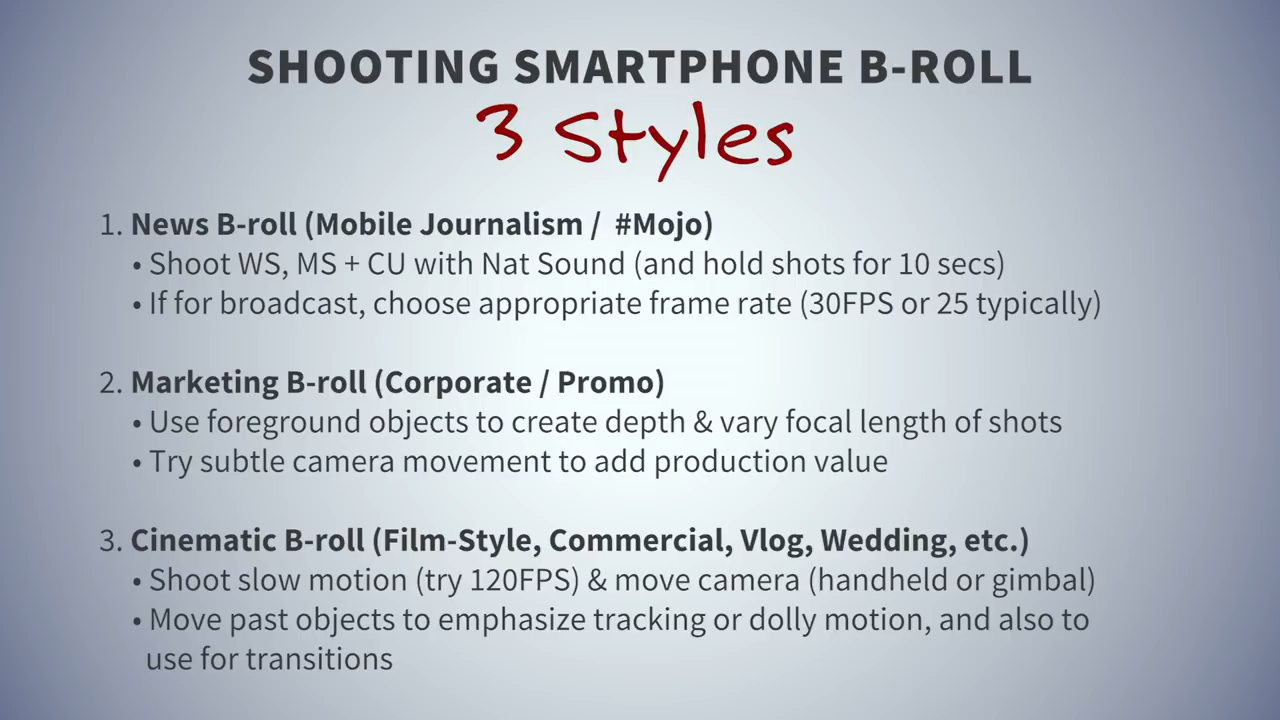 SHOOTING SMARTPHONE B-ROLL
3 Styles
1. News B-roll (Mobile Journalism / #Mojo)
• Shoot WS, MS + CU with Nat Sound (and hold shots for 10 secs)
• If for broadcast, choose appropriate frame rate (30FPS or 25 typically)
2. Marketing B-roll (Corporate / Promo)
• Use foreground objects to create depth & vary focal length of shots
• Try subtle camera movement to add production value
3. Cinematic B-roll (Film-Style, Commercial, Vlog, Wedding, etc.)
• Shoot slow motion (try 120FPS) & move camera (handheld or gimbal)
• Move past objects to emphasize tracking or dolly motion, and also to
use for transitions